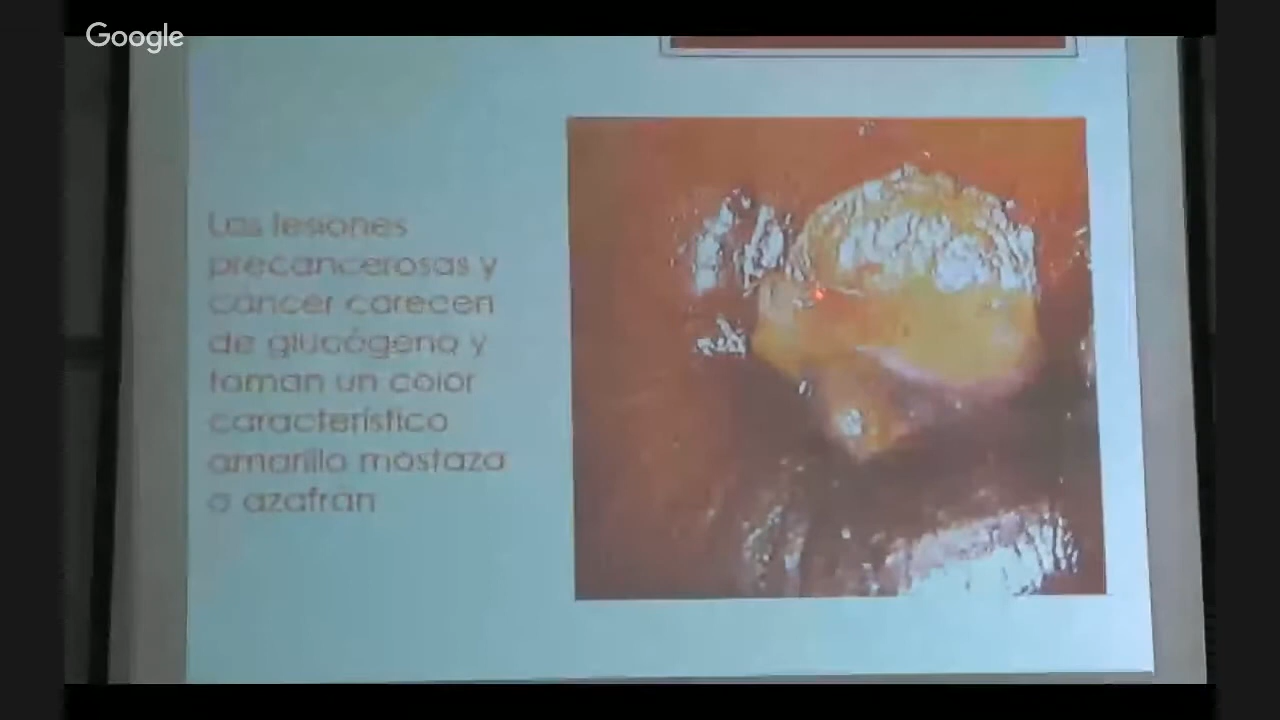 Google
Las lesiones
precancerosas y
cáncer carecen
de glucógeno y
toman un color
característico
amarillo mostaza
o azafrán